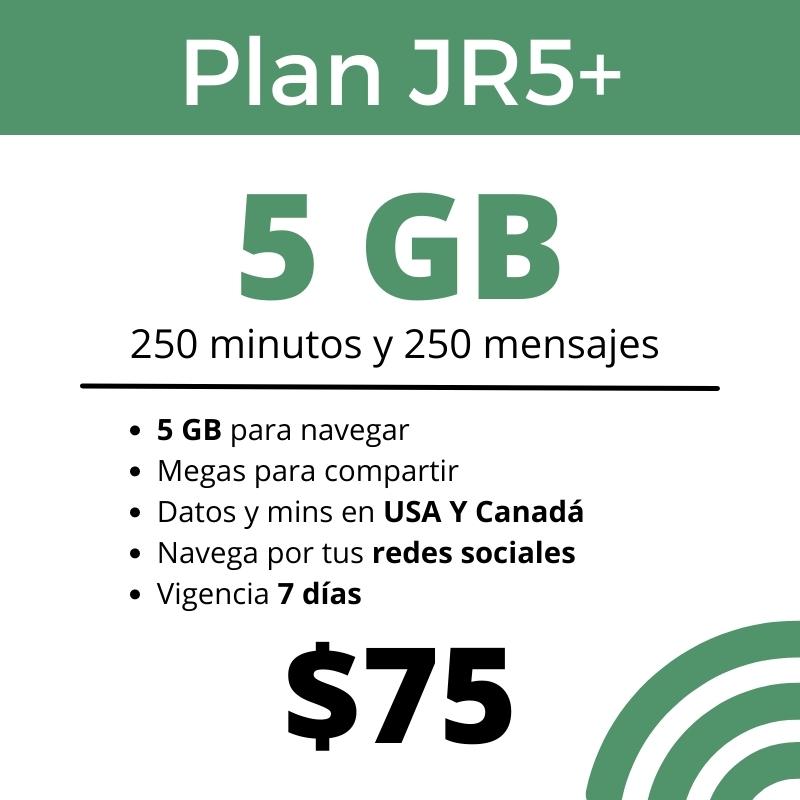 Plan JR5+
5 GB
250 minutos y 250 mensajes
• 5 GB para navegar
• Megas para compartir
• Datos y mins en USA Y Canadá
• Navega por tus redes sociales
• Vigencia 7 días
$75